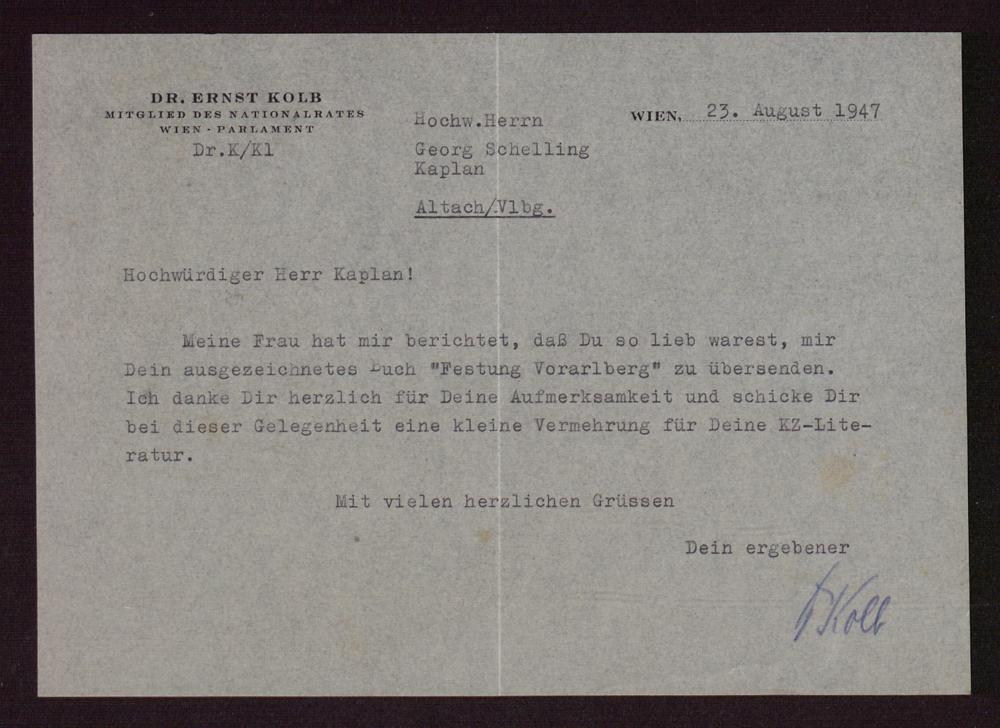 DR. ERNST KOLB
MITGLIED DES NATIONALRATES
WIEN · PARLAMENT
Dr.K/Kl
Hochw.Herrn
Georg Schelling
Kaplan
Altach/Vlbg.
WIEN, 23. August 1947
Hochwürdiger Herr Kaplan!
Meine Frau hat mir berichtet, daß Du so lieb warest, mir
Dein ausgezeichnetes Buch "Festung Vorarlberg" zu übersenden.
Ich danke Dir herzlich für Deine Aufmerksamkeit und schicke Dir
bei dieser Gelegenheit eine kleine Vermehrung für Deine KZ-Lite-
ratur.
Mit vielen herzlichen Grüssen
Dein ergebener
Kolb